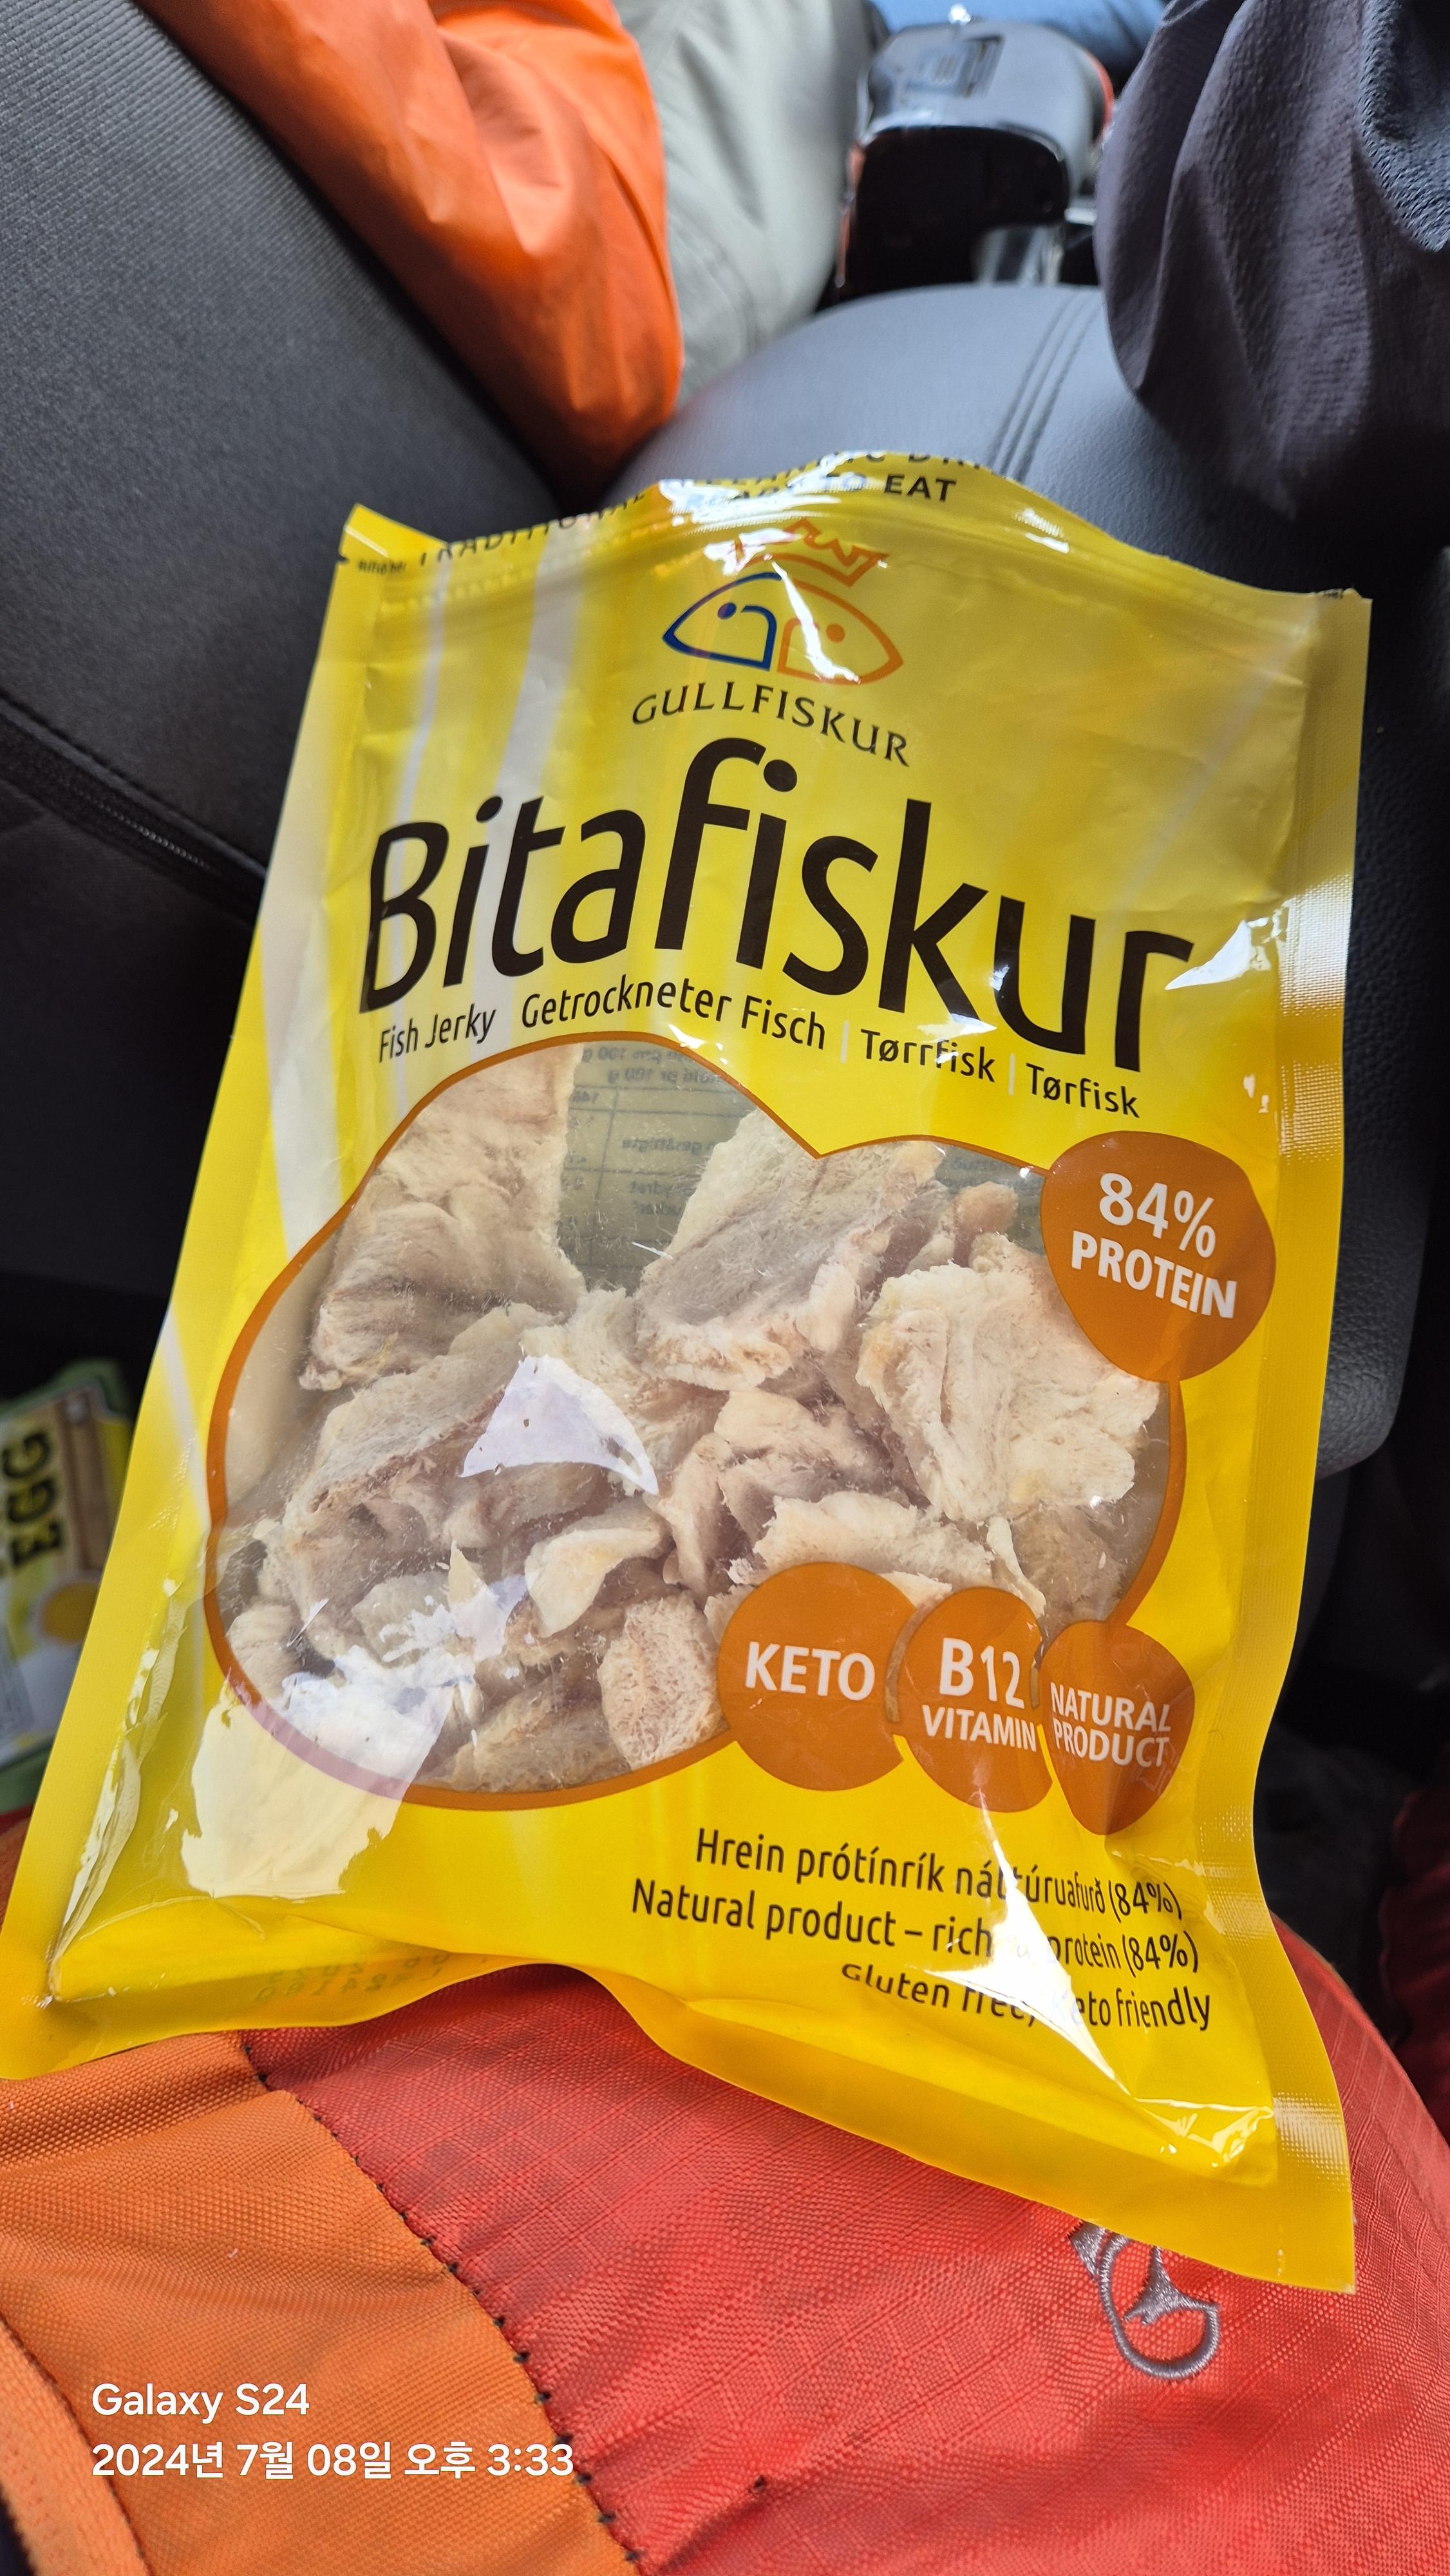 TRADITIONAL
TO EAT
GULLFISKUR
Bitafiskur
Fish Jerky Getrockneter Fisch | Tørrfisk | Tørfisk
84%
PROTEIN
KETO
B12
VITAMIN
NATURAL
PRODUCT
Hrein prótínrík náttúruafurð (84%)
Natural product – rich protein (84%)
Gluten free, Keto friendly
EGG
Galaxy S24
2024년 7월 08일 오후 3:33